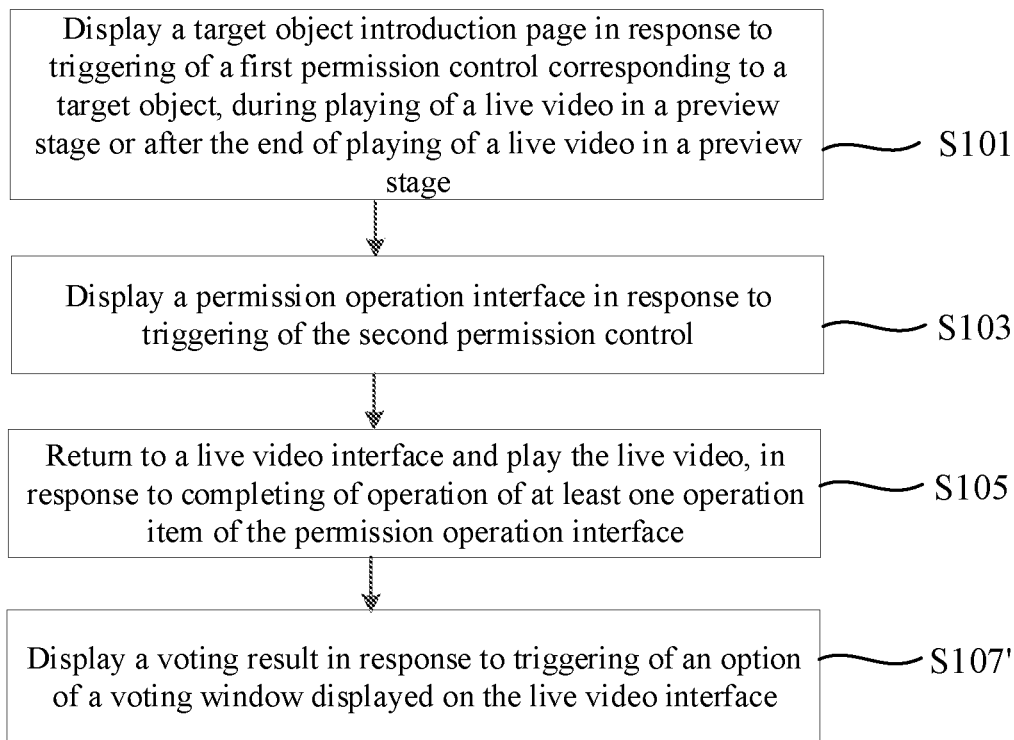 Display a target object introduction page in response to
triggering of a first permission control corresponding to a
target object, during playing of a live video in a preview
stage or after the end of playing of a live video in a preview
stage
S101
Display a permission operation interface in response to
triggering of the second permission control
S103
Return to a live video interface and play the live video, in
response to completing of operation of at least one operation
item of the permission operation interface
S105
Display a voting result in response to triggering of an option
of a voting window displayed on the live video interface
S107'